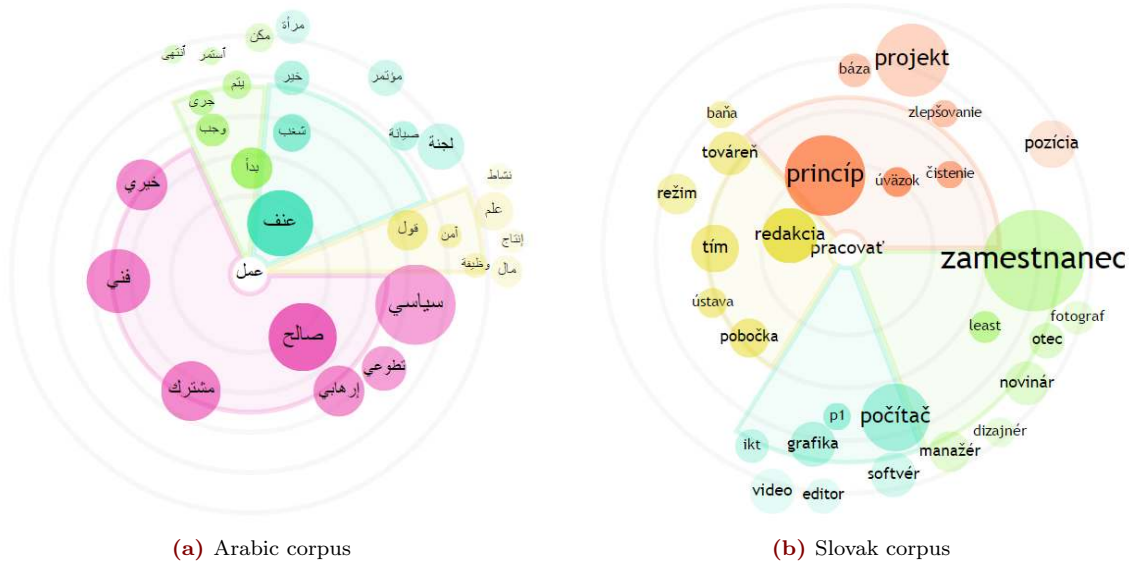 مرأة
مكن
أستمر
أنتهى
يتم
خير
مؤتمر
جرى
وجب
شغب
صيانة
لجنة
بدأ
خيري
نشاط
علم
عنف
قول
أمن
إنتاج
فني
عمل
وظيفة
مال
سياسي
صالح
تطوعي
مشترك
إرهابي
projekt
báza
baňa
zlepšovanie
továreň
pozícia
princíp
úväzok
čistenie
režim
redakcia
tím
pracovať
zamestnanec
ústava
fotograf
least
pobočka
otec
novinár
p1
počítač
ikt
grafika
dizajnér
manažér
softvér
video
editor
(a) Arabic corpus
(b) Slovak corpus